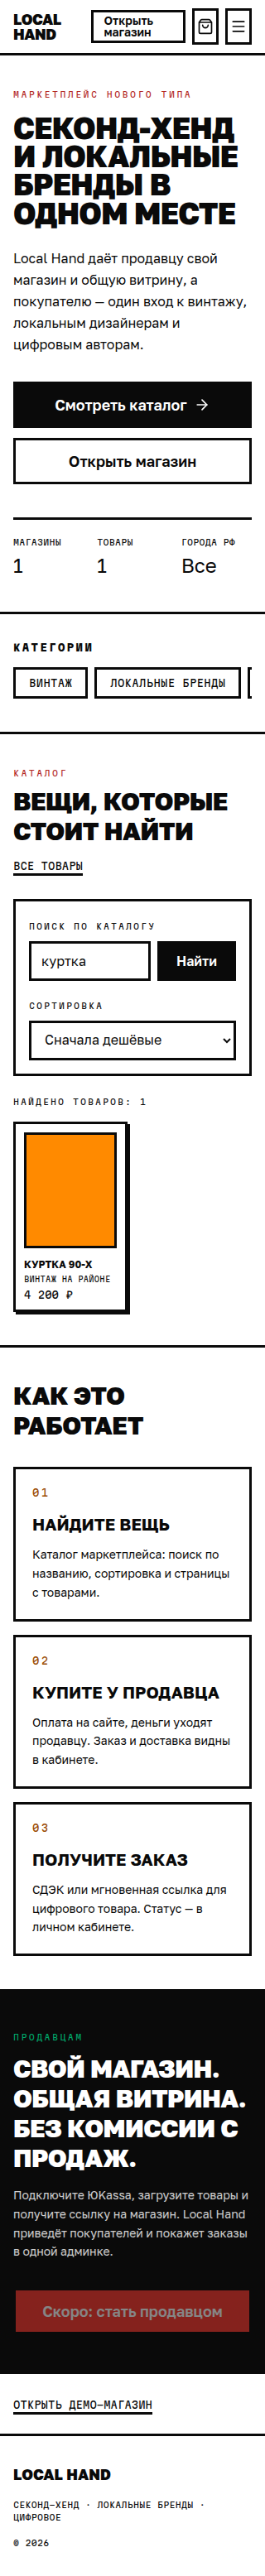 LOCAL
HAND
Открыть
магазин
МАРКЕТПЛЕЙС НОВОГО ТИПА
СЕКОНД-ХЕНД
И ЛОКАЛЬНЫЕ
БРЕНДЫ В
ОДНОМ МЕСТЕ
Local Hand даёт продавцу свой
магазин и общую витрину, а
покупателю — один вход к винтажу,
локальным дизайнерам и
цифровым авторам.
Смотреть каталог →
Открыть магазин
МАГАЗИНЫ ТОВАРЫ ГОРОДА РФ
1 1 Все
КАТЕГОРИИ
ВИНТАЖ ЛОКАЛЬНЫЕ БРЕНДЫ
КАТАЛОГ
ВЕЩИ, КОТОРЫЕ
СТОИТ НАЙТИ
ВСЕ ТОВАРЫ
ПОИСК ПО КАТАЛОГУ
куртка Найти
СОРТИРОВКА
Сначала дешёвые
НАЙДЕНО ТОВАРОВ: 1
КУРТКА 90-Х
ВИНТАЖ НА РАЙОНЕ
4 200 ₽
КАК ЭТО
РАБОТАЕТ
01
НАЙДИТЕ ВЕЩЬ
Каталог маркетплейса: поиск по
названию, сортировка и страницы
с товарами.
02
КУПИТЕ У ПРОДАВЦА
Оплата на сайте, деньги уходят
продавцу. Заказ и доставка видны
в кабинете.
03
ПОЛУЧИТЕ ЗАКАЗ
СДЭК или мгновенная ссылка для
цифрового товара. Статус — в
личном кабинете.
ПРОДАВЦАМ
СВОЙ МАГАЗИН.
ОБЩАЯ ВИТРИНА.
БЕЗ КОМИССИИ С
ПРОДАЖ.
Подключите ЮKassa, загрузите товары и
получите ссылку на магазин. Local Hand
приведёт покупателей и покажет заказы
в одной админке.
Скоро: стать продавцом
ОТКРЫТЬ ДЕМО-МАГАЗИН
LOCAL HAND
СЕКОНД-ХЕНД · ЛОКАЛЬНЫЕ БРЕНДЫ ·
ЦИФРОВОЕ
© 2026